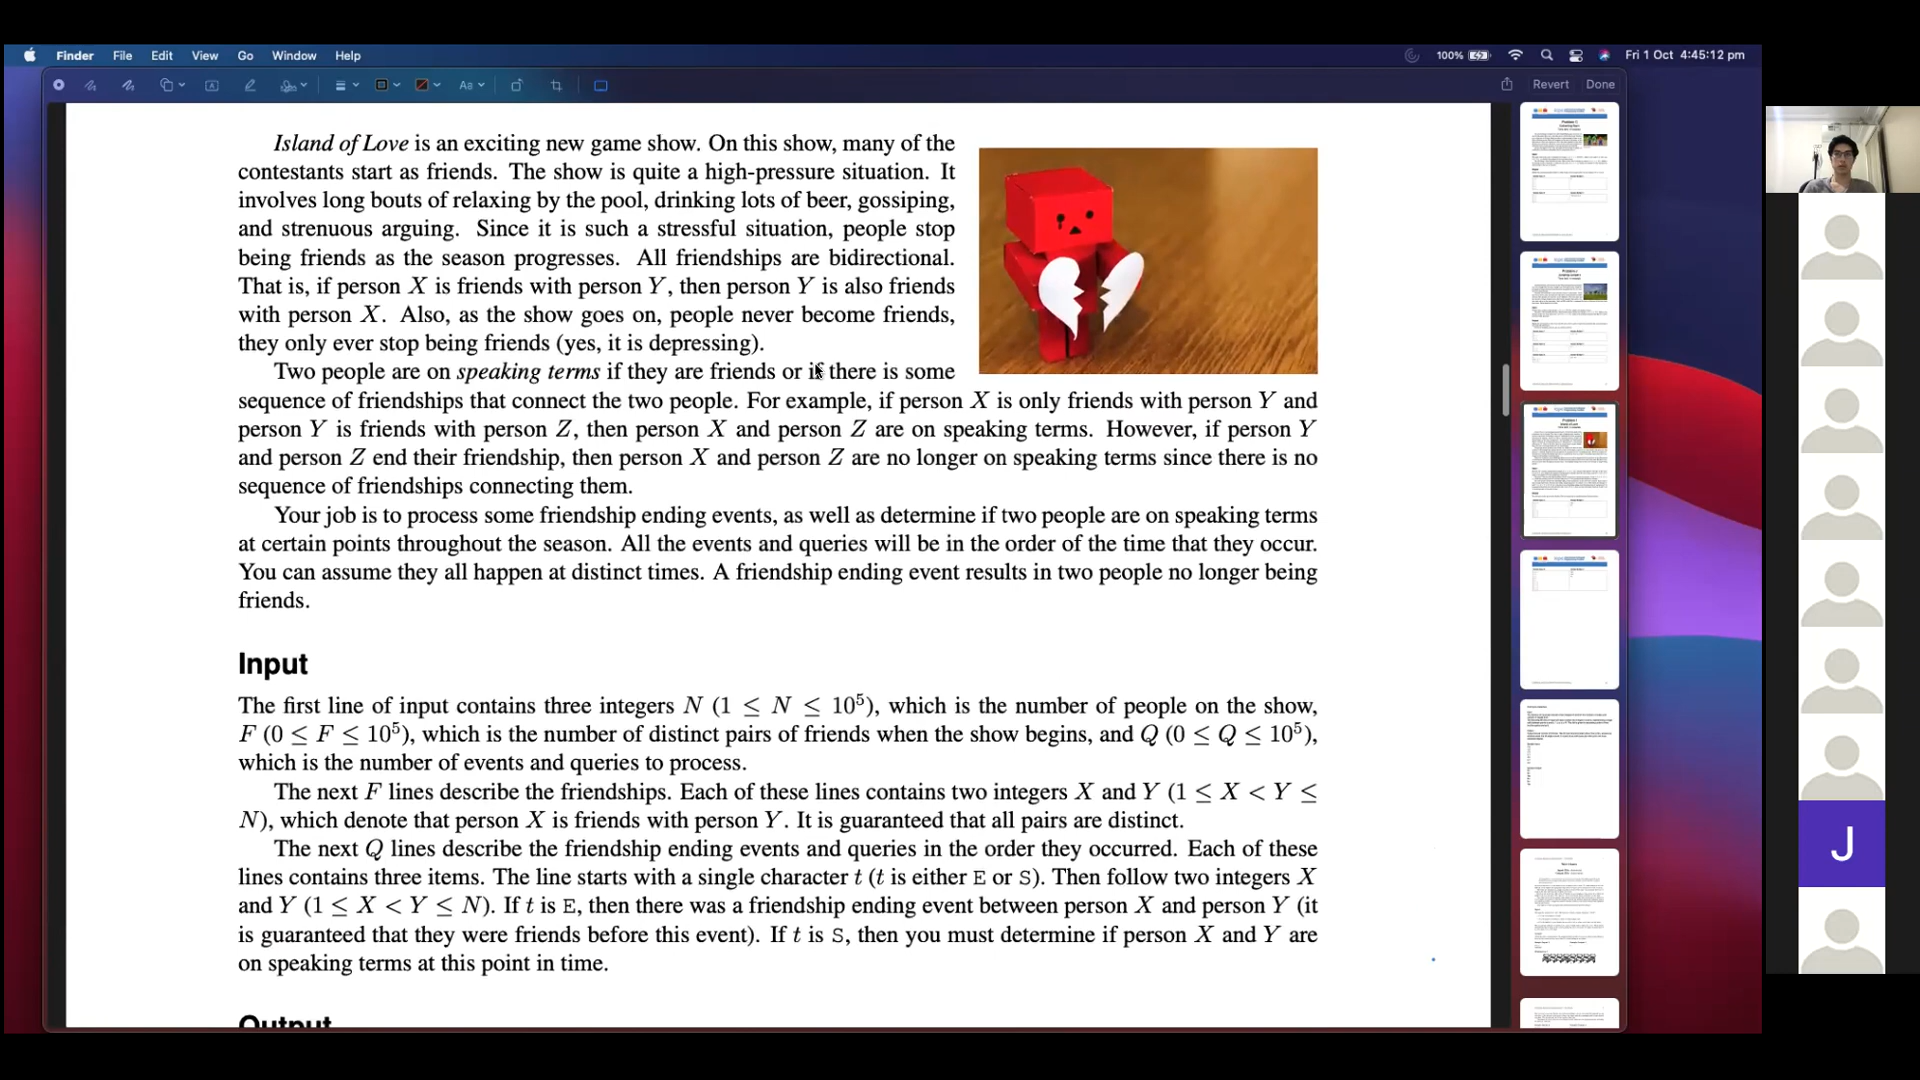 Finder File Edit View Go Window Help 100% Fri 1 Oct 4:45:12 pm
Aa Revert Done
Island of Love is an exciting new game show. On this show, many of the
contestants start as friends. The show is quite a high-pressure situation. It
involves long bouts of relaxing by the pool, drinking lots of beer, gossiping,
and strenuous arguing. Since it is such a stressful situation, people stop
being friends as the season progresses. All friendships are bidirectional.
That is, if person X is friends with person Y, then person Y is also friends
with person X. Also, as the show goes on, people never become friends,
they only ever stop being friends (yes, it is depressing).
Two people are on speaking terms if they are friends or if there is some
sequence of friendships that connect the two people. For example, if person X is only friends with person Y and
person Y is friends with person Z, then person X and person Z are on speaking terms. However, if person Y
and person Z end their friendship, then person X and person Z are no longer on speaking terms since there is no
sequence of friendships connecting them.
Your job is to process some friendship ending events, as well as determine if two people are on speaking terms
at certain points throughout the season. All the events and queries will be in the order of the time that they occur.
You can assume they all happen at distinct times. A friendship ending event results in two people no longer being
friends.
Input
The first line of input contains three integers N (1 ≤ N ≤ 10⁵), which is the number of people on the show,
F (0 ≤ F ≤ 10⁵), which is the number of distinct pairs of friends when the show begins, and Q (0 ≤ Q ≤ 10⁵),
which is the number of events and queries to process.
The next F lines describe the friendships. Each of these lines contains two integers X and Y (1 ≤ X < Y ≤
N), which denote that person X is friends with person Y. It is guaranteed that all pairs are distinct.
The next Q lines describe the friendship ending events and queries in the order they occurred. Each of these
lines contains three items. The line starts with a single character t (t is either E or S). Then follow two integers X
and Y (1 ≤ X < Y ≤ N). If t is E, then there was a friendship ending event between person X and person Y (it
is guaranteed that they were friends before this event). If t is S, then you must determine if person X and Y are
on speaking terms at this point in time.
Output
J